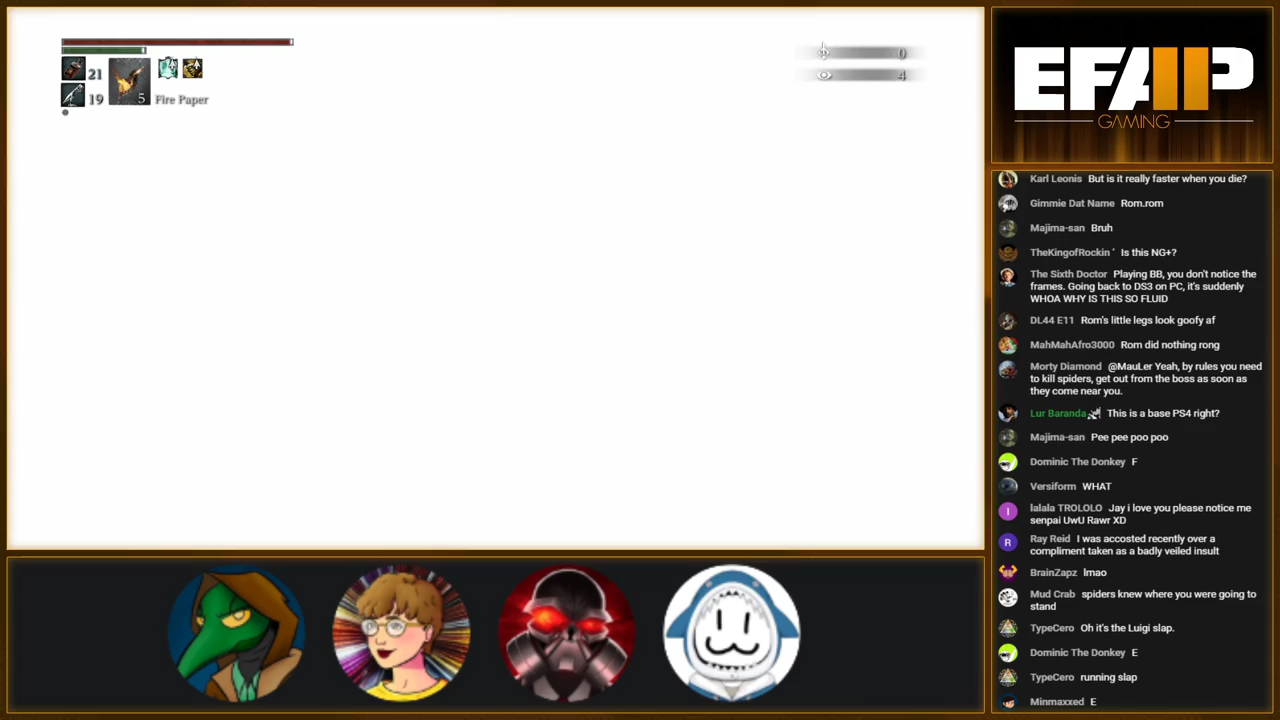 21
19
5
Fire Paper
0
4
EFAP
GAMING
Karl Leonis But is it really faster when you die?
Gimmie Dat Name Rom.rom
Majima-san Bruh
TheKingofRockin ' Is this NG+?
The Sixth Doctor Playing BB, you don't notice the
frames. Going back to DS3 on PC, it's suddenly
WHOA WHY IS THIS SO FLUID
DL44 E11 Rom's little legs look goofy af
MahMahAfro3000 Rom did nothing rong
Morty Diamond @MauLer Yeah, by rules you need
to kill spiders, get out from the boss as soon as
they come near you.
Lur Baranda This is a base PS4 right?
Majima-san Pee pee poo poo
Dominic The Donkey F
Versiform WHAT
I
lalala TROLOLO Jay i love you please notice me
senpai UwU Rawr XD
R
Ray Reid I was accosted recently over a
compliment taken as a badly veiled insult
BrainZapz lmao
Mud Crab spiders knew where you were going to
stand
TypeCero Oh it's the Luigi slap.
Dominic The Donkey E
TypeCero running slap
Minmaxxed E